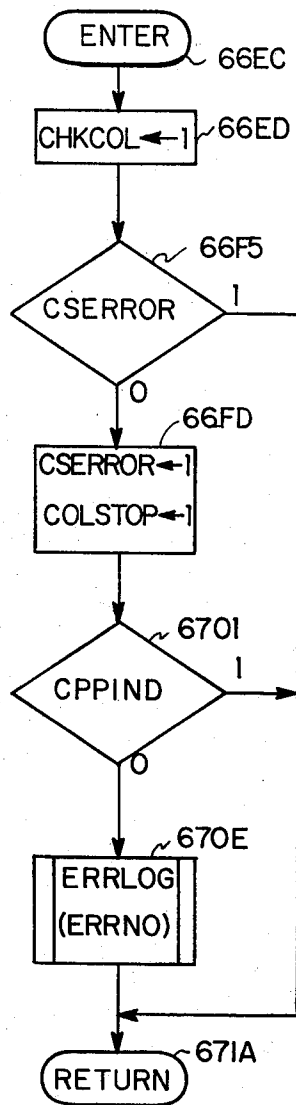 ENTER
66EC
CHKCOL←1
66ED
66F5
CSERROR
1
0
66FD
CSERROR←1
COLSTOP←1
6701
CPPIND
1
0
670E
ERRLOG
(ERRNO)
671A
RETURN